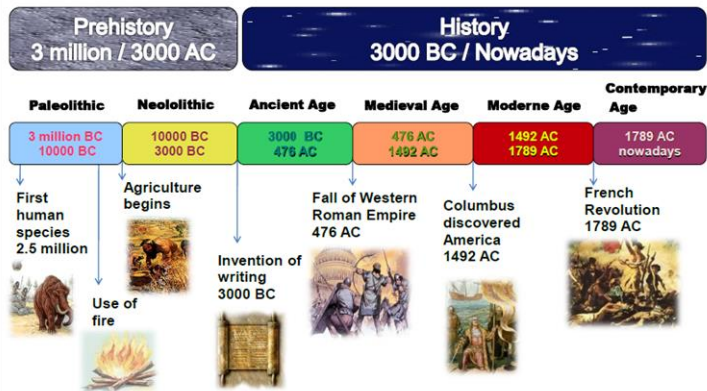 Prehistory
3 million / 3000 AC
History
3000 BC / Nowadays
Paleolithic
Neololithic
Ancient Age
Medieval Age
Moderne Age
Contemporary
Age
3 million BC
10000 BC
10000 BC
3000 BC
3000 BC
476 AC
476 AC
1492 AC
1492 AC
1789 AC
1789 AC
nowadays
First
human
species
2.5 million
Use of
fire
Agriculture
begins
Invention of
writing
3000 BC
Fall of Western
Roman Empire
476 AC
Columbus
discovered
America
1492 AC
French
Revolution
1789 AC